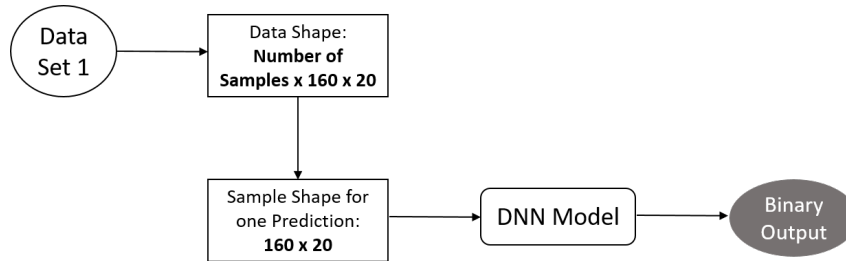 Data
Set 1
Data Shape:
Number of
Samples x 160 x 20
Sample Shape for
one Prediction:
160 x 20
DNN Model
Binary
Output